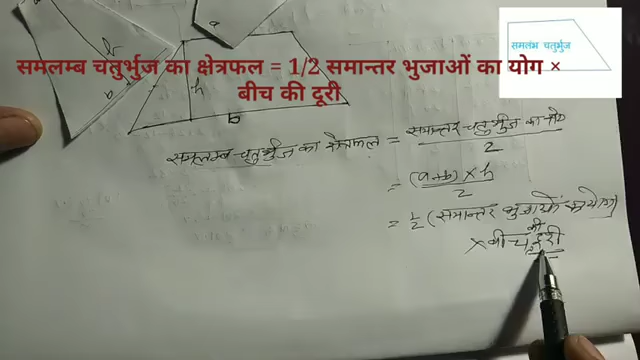 a
b
a
समलंब चतुर्भुज
समलम्ब चतुर्भुज का क्षेत्रफल = 1/2 समान्तर भुजाओं का योग ×
बीच की दूरी
h
b
समलम्ब चतुर्भुज का क्षेत्रफल = समान्तर चतुर्भुज का क्षे०
2
= (a+b) × h
2
= 1/2 (समान्तर भुजाओं का योग)
× बीच की दूरी